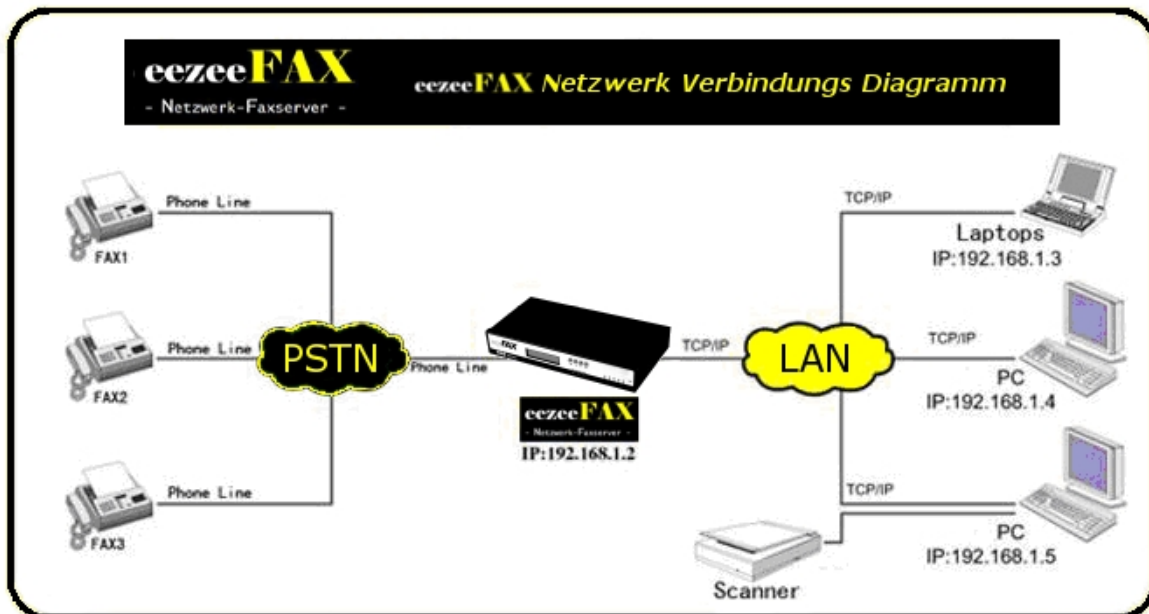 eezeeFAX
- Netzwerk-Faxserver -
eezeeFAX Netzwerk Verbindungs Diagramm
Phone Line
FAX1
Phone Line
FAX2
Phone Line
FAX3
PSTN
Phone Line
FAX
eezeeFAX
- Netzwerk-Faxserver -
IP:192.168.1.2
TCP/IP
LAN
TCP/IP
Laptops
IP:192.168.1.3
TCP/IP
PC
IP:192.168.1.4
TCP/IP
PC
IP:192.168.1.5
Scanner